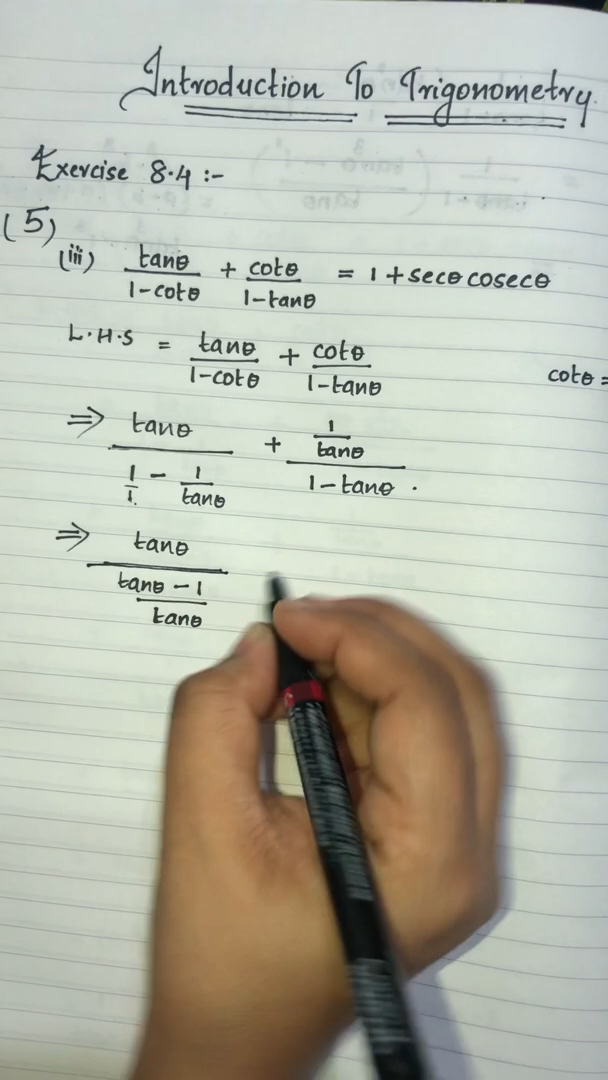 Introduction To Trigonometry
Exercise 8.4 :-
(5)
(iii) tanθ/1-cotθ + cotθ/1-tanθ = 1 + secθ cosecθ
L.H.S = tanθ/1-cotθ + cotθ/1-tanθ
cotθ =
⇒ tanθ/(1/1 - 1/tanθ) + (1/tanθ)/1-tanθ .
⇒ tanθ/(tanθ-1/tanθ)